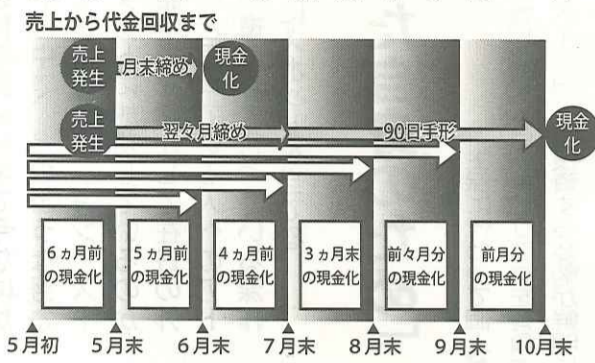 売上から代金回収まで
売上
発生
月末締め
現金
化
売上
発生
翌々月締め
90日手形
現金
化
6ヵ月前
の現金化
5ヵ月前
の現金化
4ヵ月前
の現金化
3ヵ月末
の現金化
前々月分
の現金化
前月分
の現金化
5月初
5月末
6月末
7月末
8月末
9月末
10月末